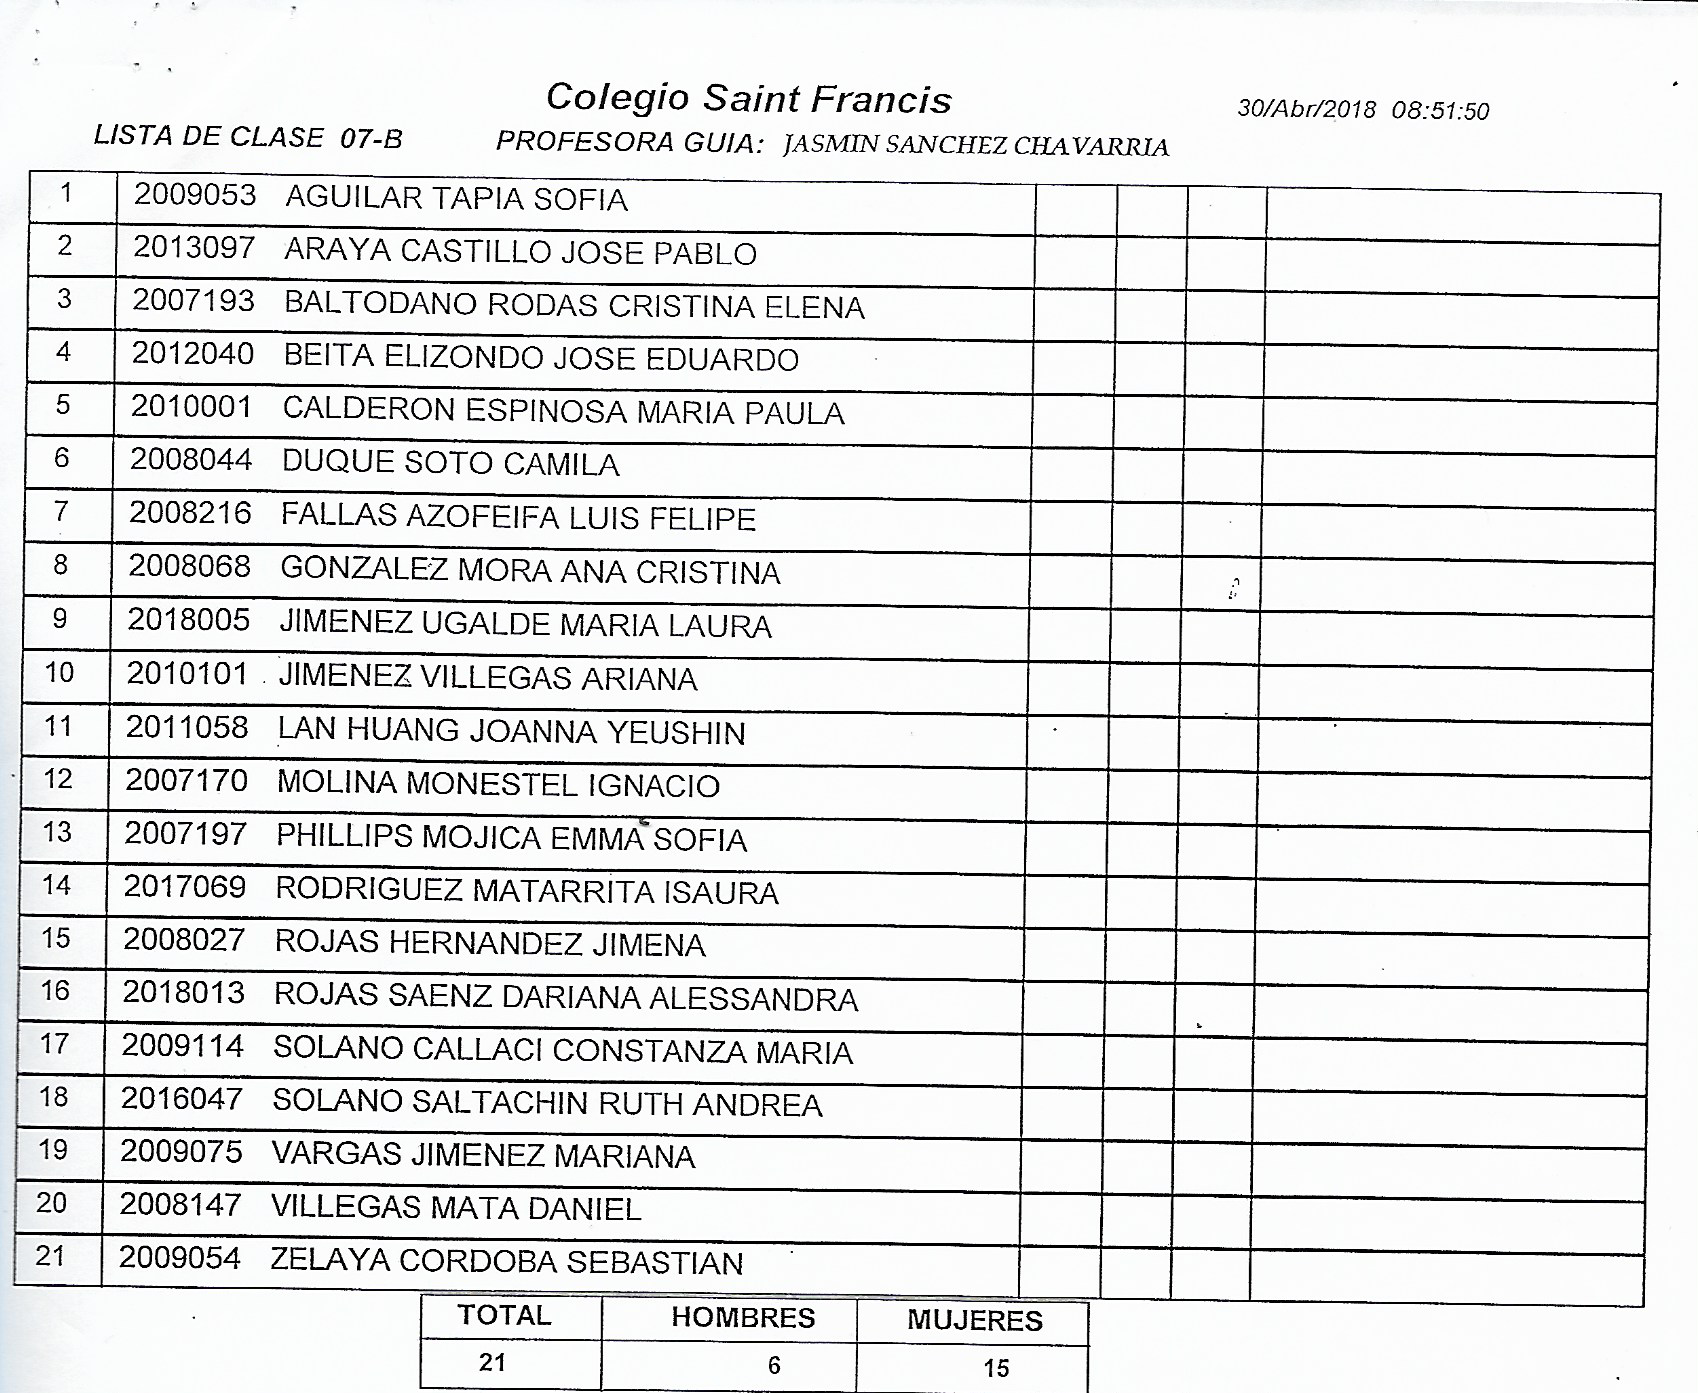 Colegio Saint Francis
30/Abr/2018 08:51:50
LISTA DE CLASE 07-B PROFESORA GUIA: JASMIN SANCHEZ CHAVARRIA
1 2009053 AGUILAR TAPIA SOFIA
2 2013097 ARAYA CASTILLO JOSE PABLO
3 2007193 BALTODANO RODAS CRISTINA ELENA
4 2012040 BEITA ELIZONDO JOSE EDUARDO
5 2010001 CALDERON ESPINOSA MARIA PAULA
6 2008044 DUQUE SOTO CAMILA
7 2008216 FALLAS AZOFEIFA LUIS FELIPE
8 2008068 GONZALEZ MORA ANA CRISTINA
9 2018005 JIMENEZ UGALDE MARIA LAURA
10 2010101 JIMENEZ VILLEGAS ARIANA
11 2011058 LAN HUANG JOANNA YEUSHIN
12 2007170 MOLINA MONESTEL IGNACIO
13 2007197 PHILLIPS MOJICA EMMA SOFIA
14 2017069 RODRIGUEZ MATARRITA ISAURA
15 2008027 ROJAS HERNANDEZ JIMENA
16 2018013 ROJAS SAENZ DARIANA ALESSANDRA
17 2009114 SOLANO CALLACI CONSTANZA MARIA
18 2016047 SOLANO SALTACHIN RUTH ANDREA
19 2009075 VARGAS JIMENEZ MARIANA
20 2008147 VILLEGAS MATA DANIEL
21 2009054 ZELAYA CORDOBA SEBASTIAN
TOTAL HOMBRES MUJERES
21 6 15